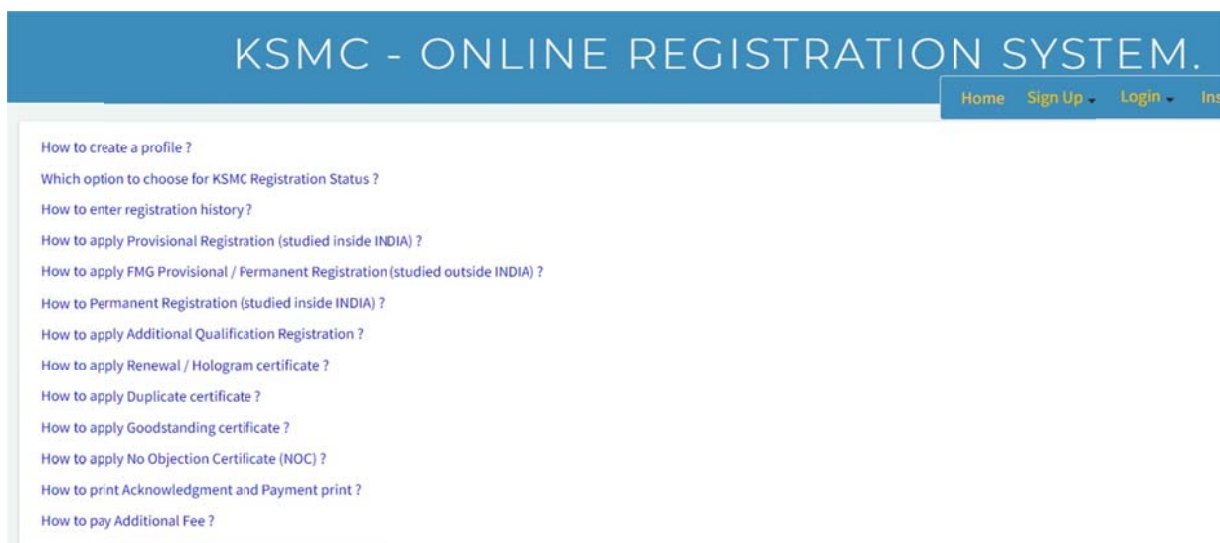 KSMC - ONLINE REGISTRATION SYSTEM.
Home Sign Up Login
How to create a profile ?
Which option to choose for KSMC Registration Status ?
How to enter registration history?
How to apply Provisional Registration (studied inside INDIA) ?
How to apply FMG Provisional / Permanent Registration (studied outside INDIA) ?
How to Permanent Registration (studied inside INDIA) ?
How to apply Additional Qualification Registration ?
How to apply Renewal / Hologram certificate ?
How to apply Duplicate certificate ?
How to apply Goodstanding certificate ?
How to apply No Objection Certificate (NOC) ?
How to print Acknowledgment and Payment print ?
How to pay Additional Fee ?